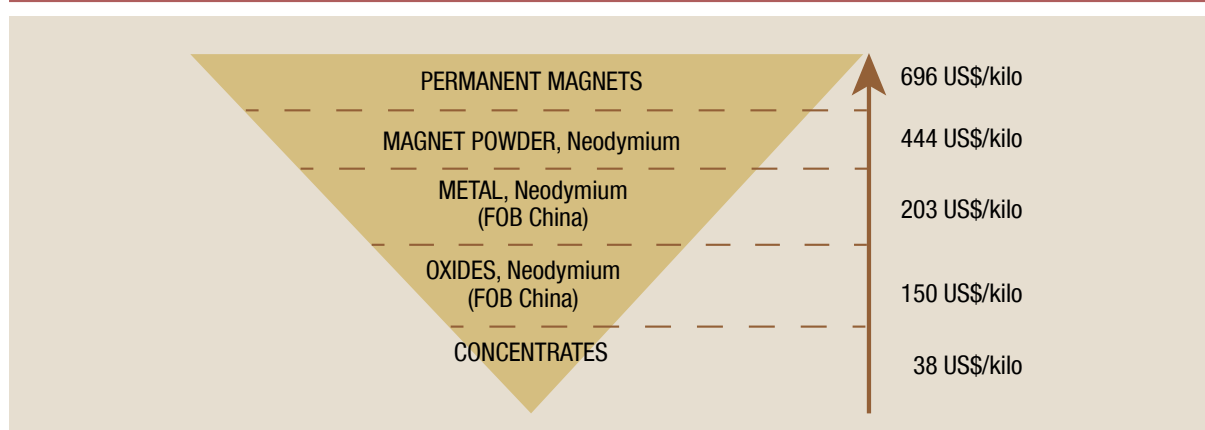 PERMANENT MAGNETS
696 US$/kilo
MAGNET POWDER, Neodymium
444 US$/kilo
METAL, Neodymium
(FOB China)
203 US$/kilo
OXIDES, Neodymium
(FOB China)
150 US$/kilo
CONCENTRATES
38 US$/kilo